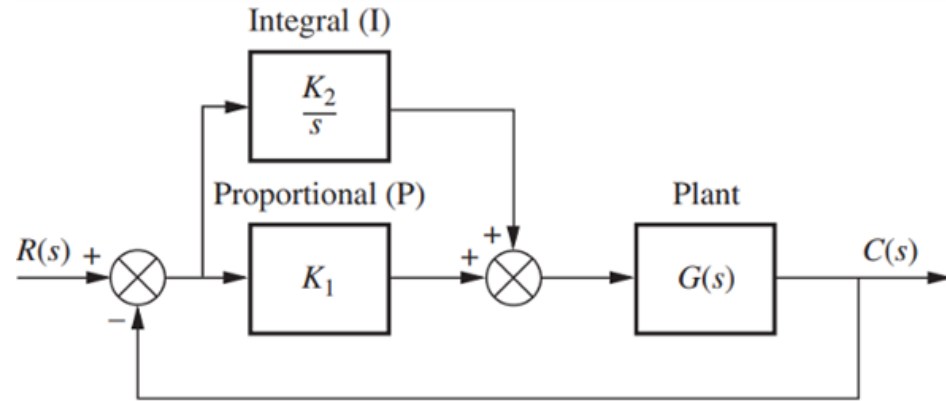 Integral (I)
K₂
s
Proportional (P)
Plant
R(s) +
+
+
K₁
G(s)
C(s)
−